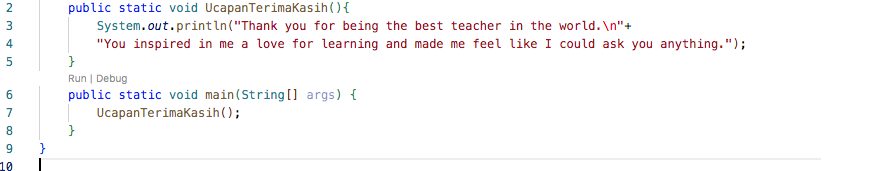 2 public static void UcapanTerimaKasih(){
3 System.out.println("Thank you for being the best teacher in the world.\n"+
4 "You inspired in me a love for learning and made me feel like I could ask you anything.");
5 }
Run | Debug
6 public static void main(String[] args) {
7 UcapanTerimaKasih();
8 }
9 }
10